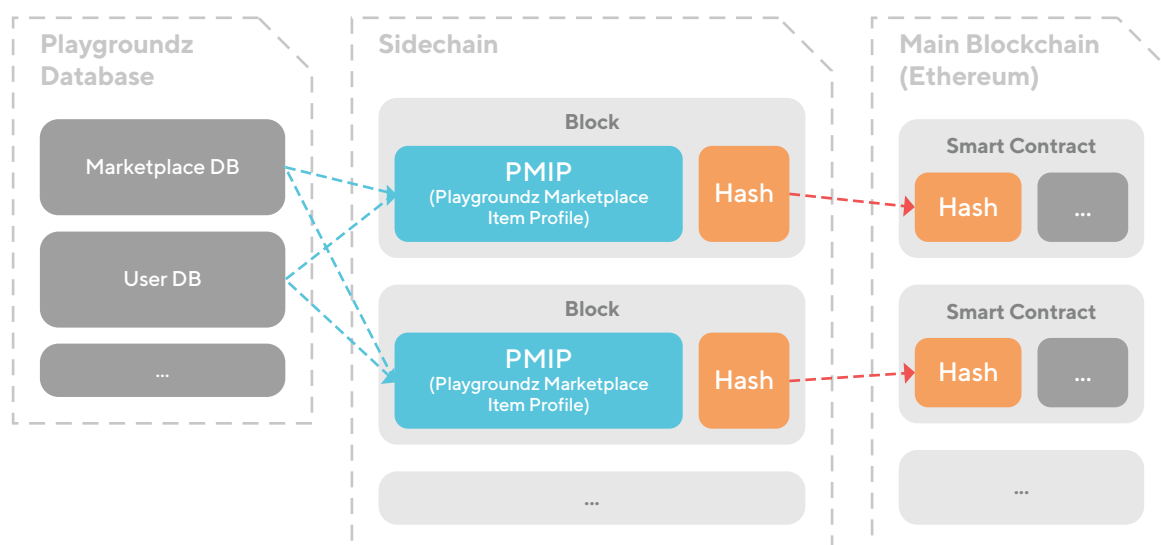 Playgroundz
Database
Marketplace DB
User DB
...
Sidechain
Block
PMIP
(Playgroundz Marketplace
Item Profile)
Hash
Block
PMIP
(Playgroundz Marketplace
Item Profile)
Hash
...
Main Blockchain
(Ethereum)
Smart Contract
Hash
...
Smart Contract
Hash
...
...